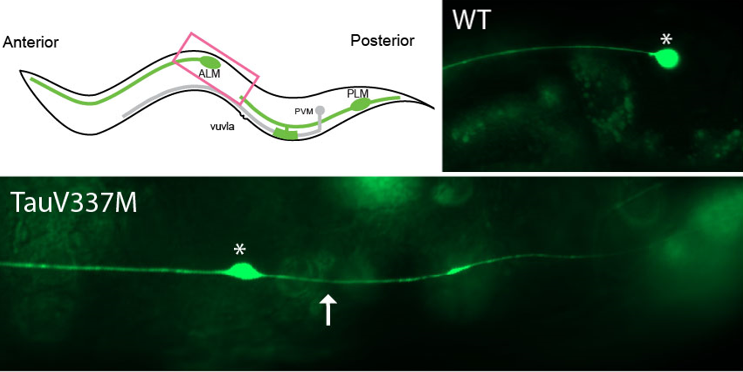 Anterior
Posterior
ALM
PLM
PVM
vuvla
WT
*
TauV337M
*